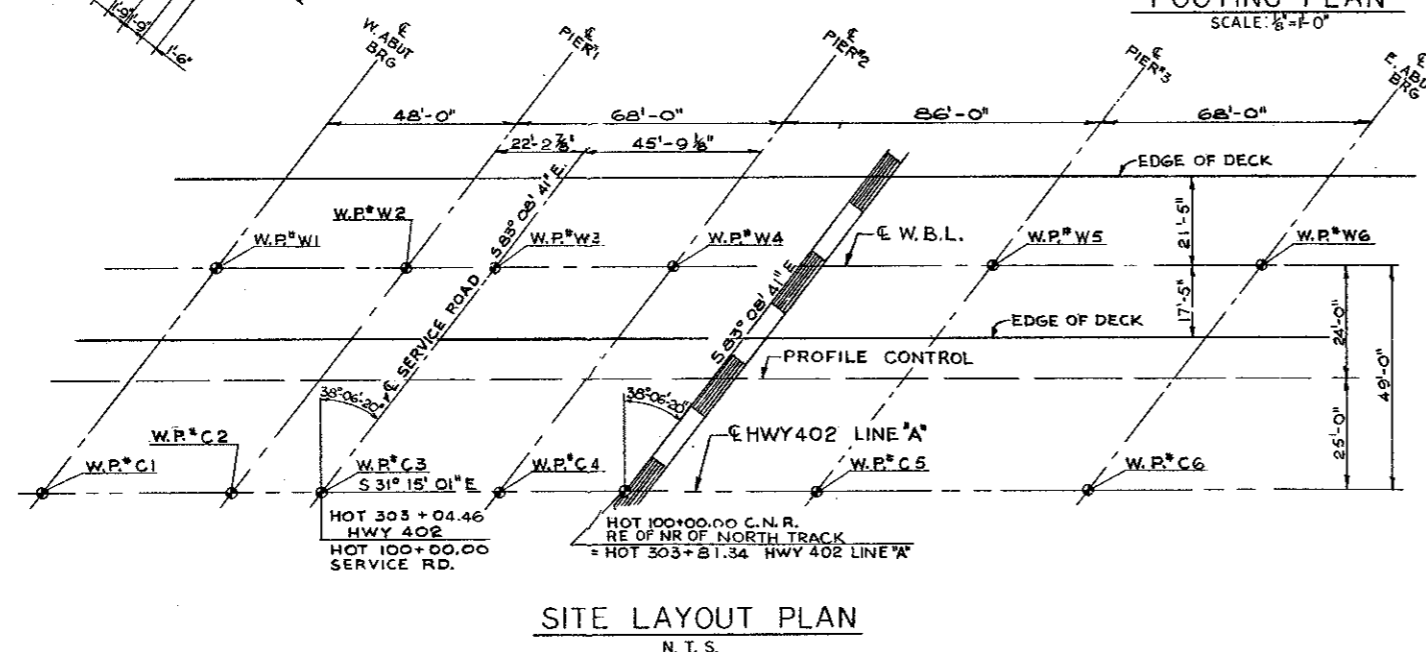 FOOTING PLAN
SCALE: ⅛"=1'-0"
1'-9" 1'-9"
1'-6"
℄
W. ABUT
BRG
℄
PIER#1
℄
PIER#2
℄
PIER#3
℄
E. ABUT
BRG
48'-0" 68'-0" 86'-0" 68'-0"
22'-2⅞" 45'-9⅛"
EDGE OF DECK
S 83° 08' 41" E.
W.P.#W1
W.P.#W2
W.P.#W3
W.P.#W4
℄ W.B.L.
W.P.#W5
W.P.#W6
21'-5"
17'-5"
24'-0"
49'-0"
25'-0"
℄ SERVICE ROAD
S 83° 08' 41" E
EDGE OF DECK
PROFILE CONTROL
38°-06'-20"
38°-06'-20"
℄ HWY 402 LINE "A"
W.P.#C1
W.P.#C2
W.P.#C3
S 31° 15' 01" E
W.P.#C4
W.P.#C5
W.P.#C6
HOT 303 + 04.46
HWY 402
HOT 100+00.00
SERVICE RD.
HOT 100+00.00 C.N.R.
RE OF NR OF NORTH TRACK
= HOT 303+81.34 HWY 402 LINE "A"
SITE LAYOUT PLAN
N.T.S.